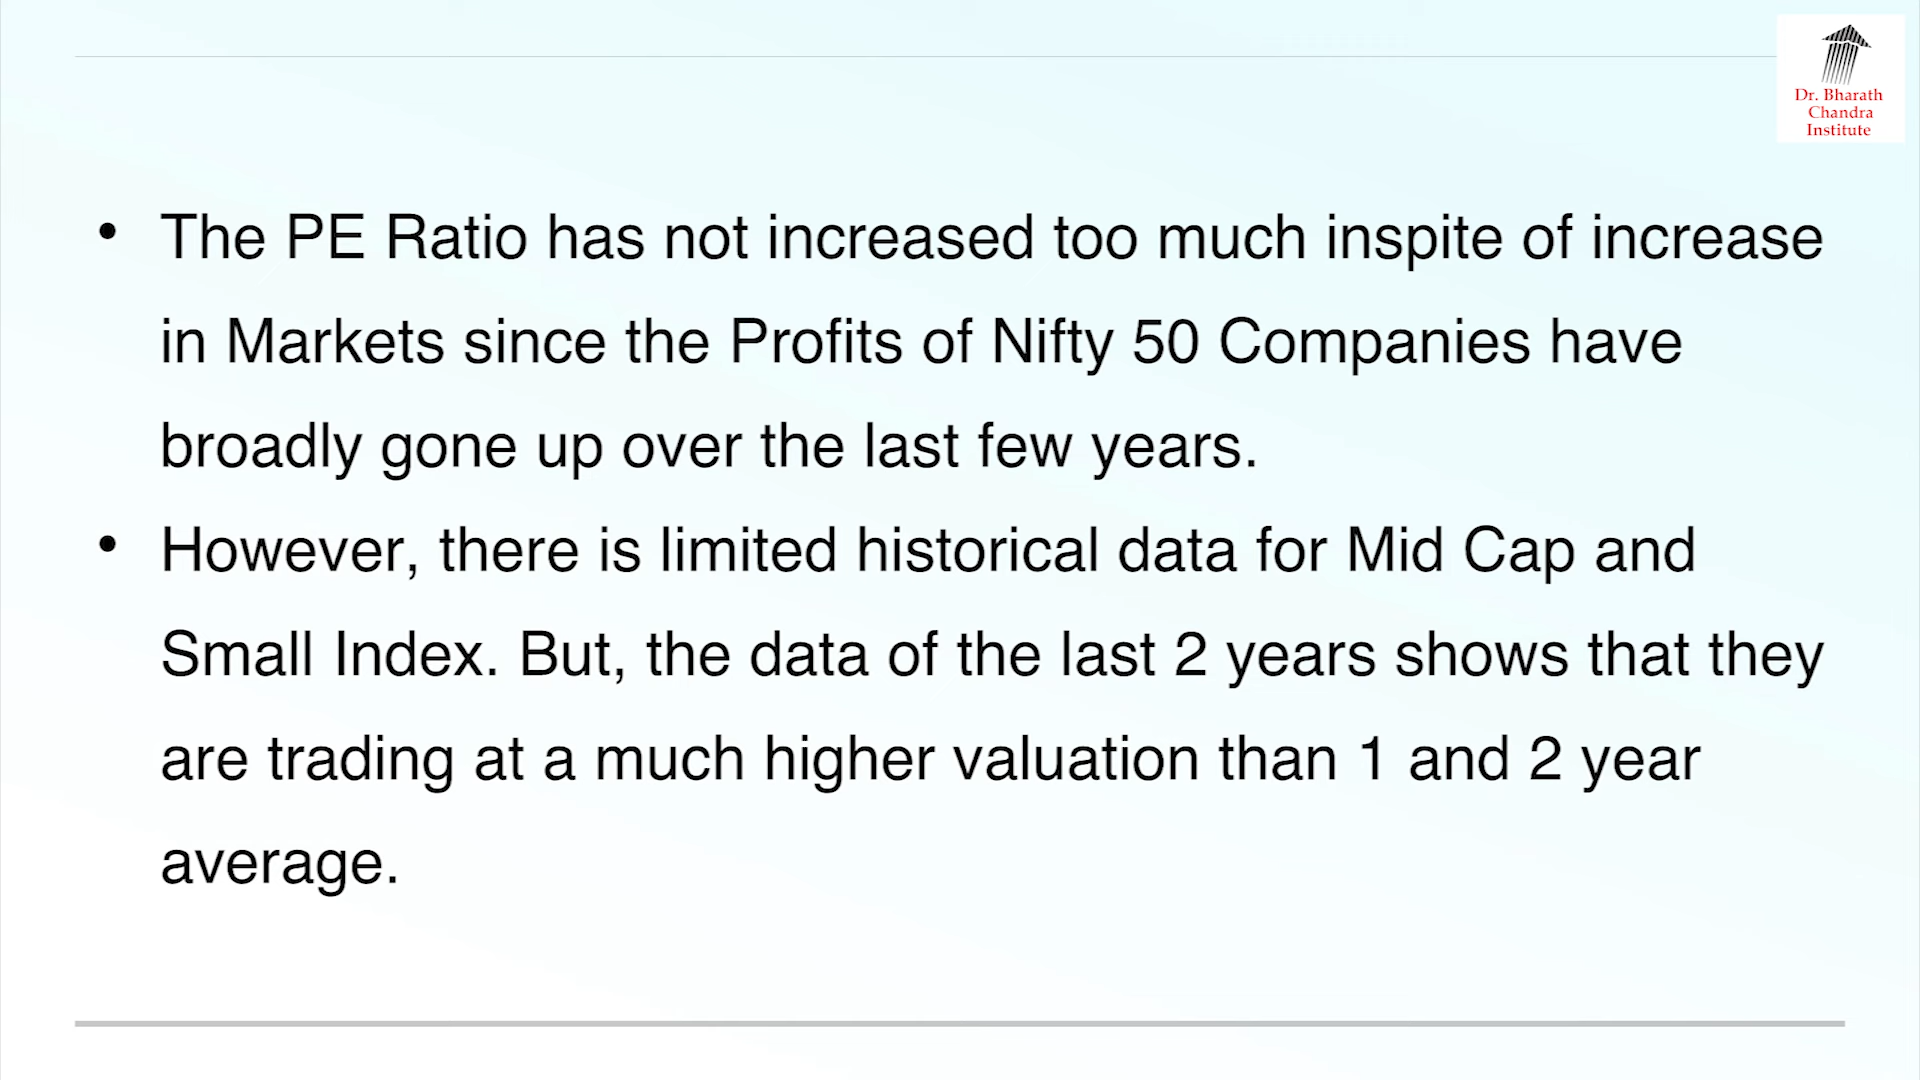 Dr. Bharath
Chandra
Institute
• The PE Ratio has not increased too much inspite of increase
in Markets since the Profits of Nifty 50 Companies have
broadly gone up over the last few years.
• However, there is limited historical data for Mid Cap and
Small Index. But, the data of the last 2 years shows that they
are trading at a much higher valuation than 1 and 2 year
average.